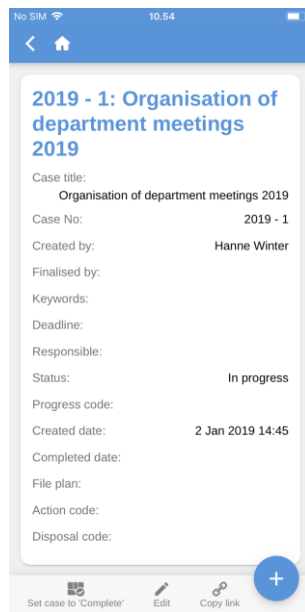 No SIM 10.54
2019 - 1: Organisation of
department meetings
2019
Case title:
Organisation of department meetings 2019
Case No: 2019 - 1
Created by: Hanne Winter
Finalised by:
Keywords:
Deadline:
Responsible:
Status: In progress
Progress code:
Created date: 2 Jan 2019 14:45
Completed date:
File plan:
Action code:
Disposal code:
+
Set case to 'Complete' Edit Copy link